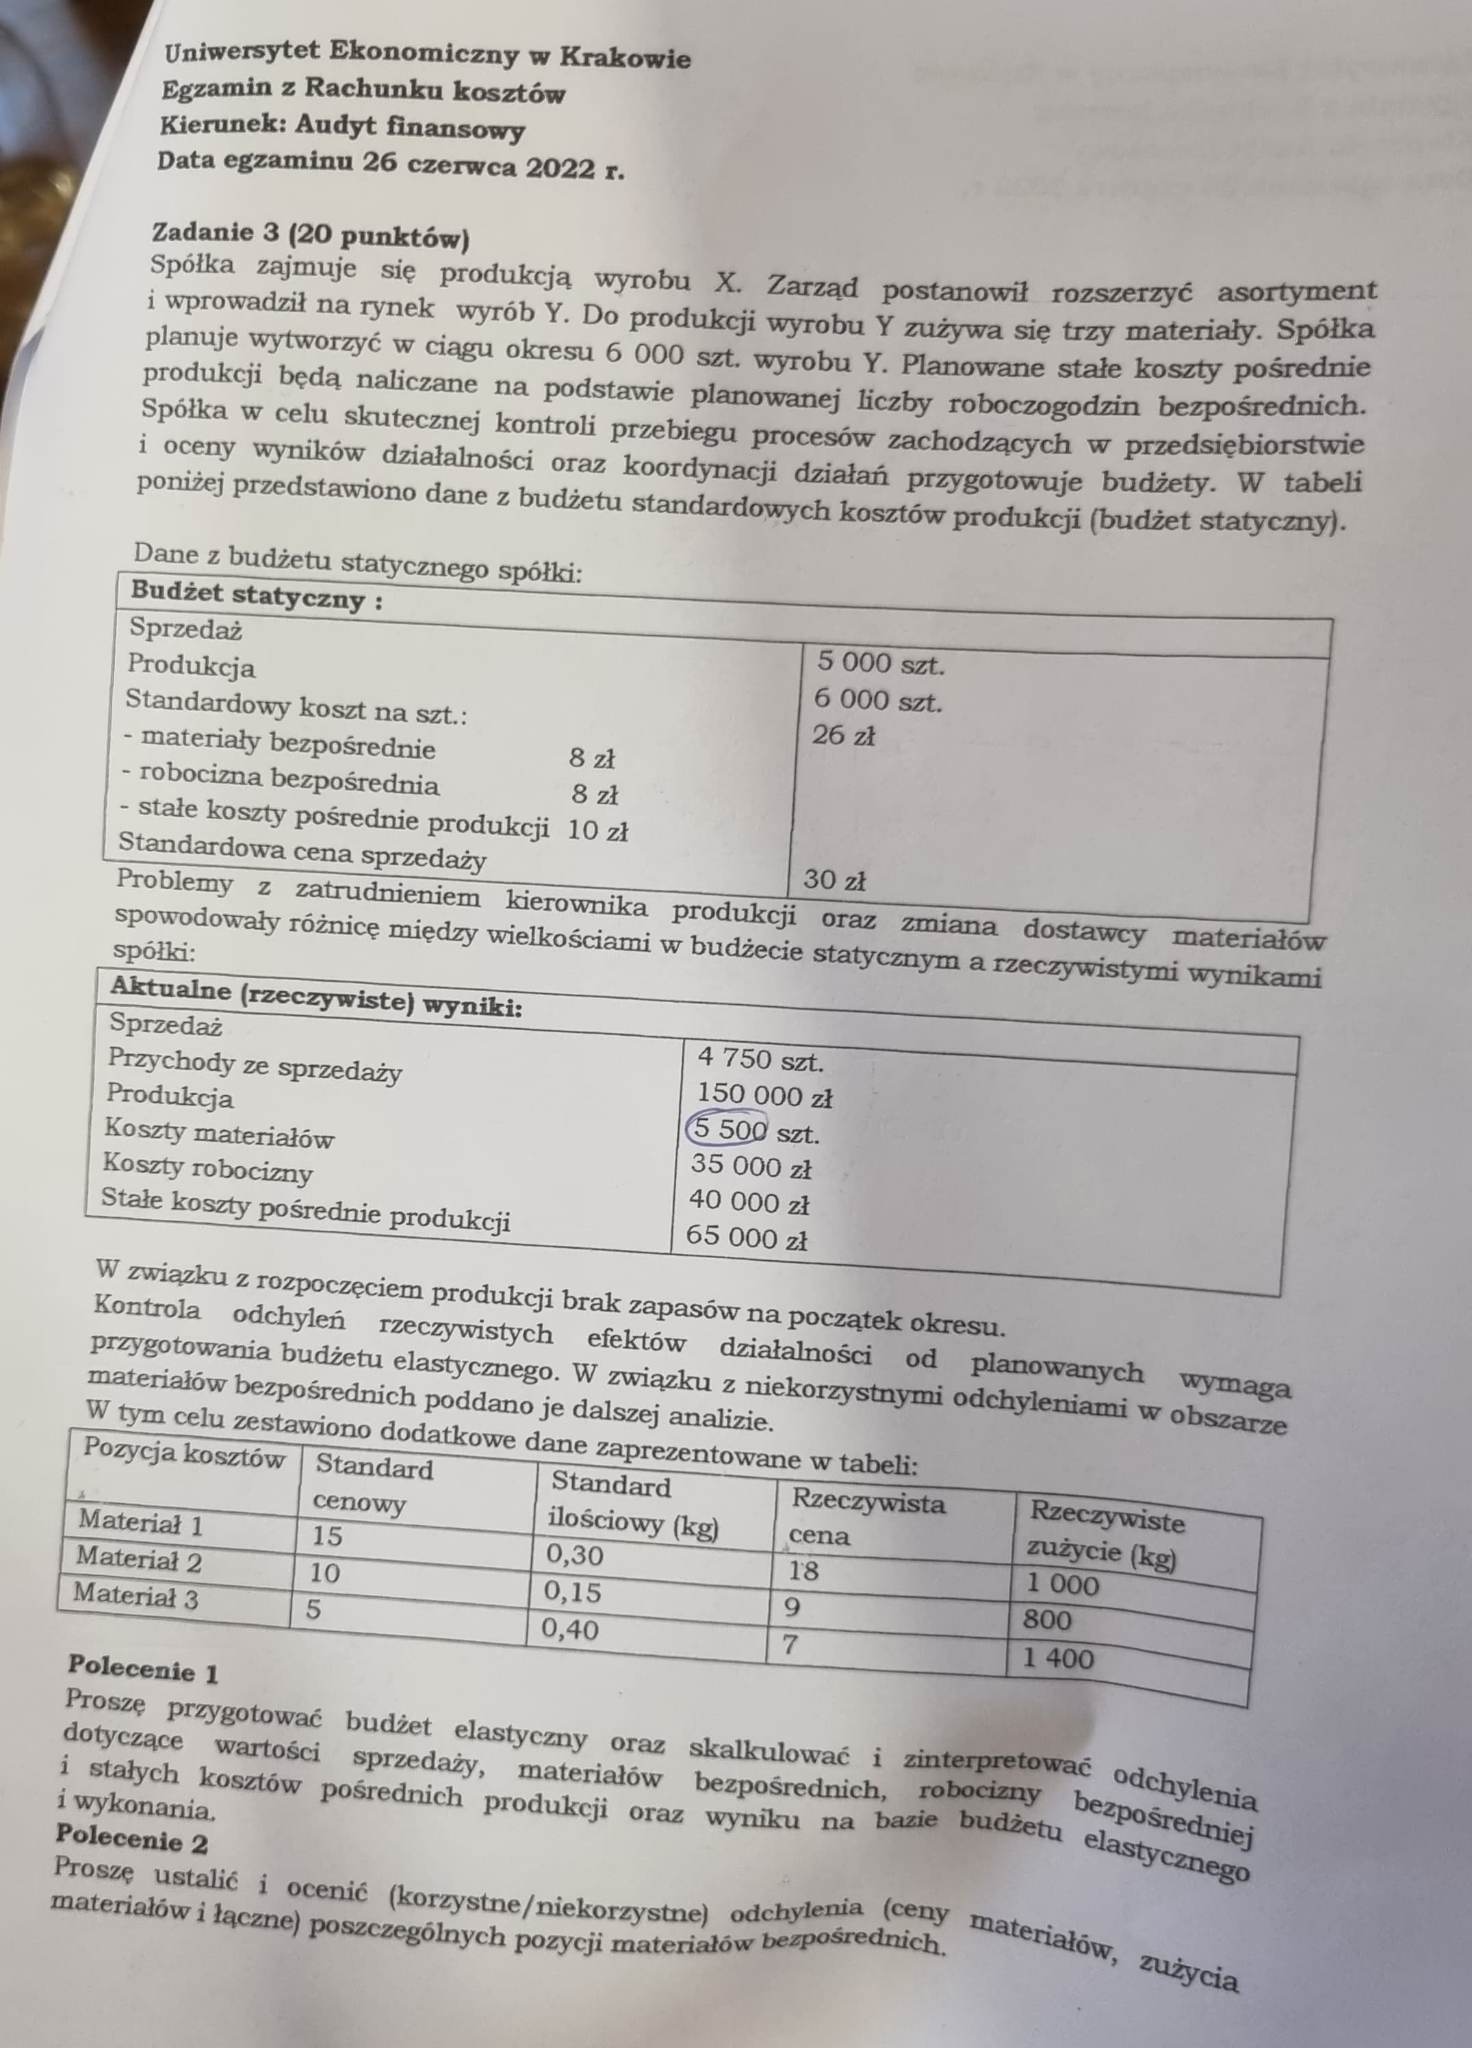 Uniwersytet Ekonomiczny w Krakowie
Egzamin z Rachunku kosztów
Kierunek: Audyt finansowy
Data egzaminu 26 czerwca 2022 r.
Zadanie 3 (20 punktów)
Spółka zajmuje się produkcją wyrobu X. Zarząd postanowił rozszerzyć asortyment
i wprowadził na rynek wyrób Y. Do produkcji wyrobu Y zużywa się trzy materiały. Spółka
planuje wytworzyć w ciągu okresu 6 000 szt. wyrobu Y. Planowane stałe koszty pośrednie
produkcji będą naliczane na podstawie planowanej liczby roboczogodzin bezpośrednich.
Spółka w celu skutecznej kontroli przebiegu procesów zachodzących w przedsiębiorstwie
i oceny wyników działalności oraz koordynacji działań przygotowuje budżety. W tabeli
poniżej przedstawiono dane z budżetu standardowych kosztów produkcji (budżet statyczny).
Dane z budżetu statycznego spółki:
Budżet statyczny :
Sprzedaż 5 000 szt.
Produkcja 6 000 szt.
Standardowy koszt na szt.: 26 zł
- materiały bezpośrednie 8 zł
- robocizna bezpośrednia 8 zł
- stałe koszty pośrednie produkcji 10 zł
Standardowa cena sprzedaży 30 zł
Problemy z zatrudnieniem kierownika produkcji oraz zmiana dostawcy materiałów
spowodowały różnicę między wielkościami w budżecie statycznym a rzeczywistymi wynikami
spółki:
Aktualne (rzeczywiste) wyniki:
Sprzedaż 4 750 szt.
Przychody ze sprzedaży 150 000 zł
Produkcja 5 500 szt.
Koszty materiałów 35 000 zł
Koszty robocizny 40 000 zł
Stałe koszty pośrednie produkcji 65 000 zł
W związku z rozpoczęciem produkcji brak zapasów na początek okresu.
Kontrola odchyleń rzeczywistych efektów działalności od planowanych wymaga
przygotowania budżetu elastycznego. W związku z niekorzystnymi odchyleniami w obszarze
materiałów bezpośrednich poddano je dalszej analizie.
W tym celu zestawiono dodatkowe dane zaprezentowane w tabeli:
Pozycja kosztów Standard cenowy Standard ilościowy (kg) Rzeczywista cena Rzeczywiste zużycie (kg)
Materiał 1 15 0,30 18 1 000
Materiał 2 10 0,15 9 800
Materiał 3 5 0,40 7 1 400
Polecenie 1
Proszę przygotować budżet elastyczny oraz skalkulować i zinterpretować odchylenia
dotyczące wartości sprzedaży, materiałów bezpośrednich, robocizny bezpośredniej
i stałych kosztów pośrednich produkcji oraz wyniku na bazie budżetu elastycznego
i wykonania.
Polecenie 2
Proszę ustalić i ocenić (korzystne/niekorzystne) odchylenia (ceny materiałów, zużycia
materiałów i łączne) poszczególnych pozycji materiałów bezpośrednich.